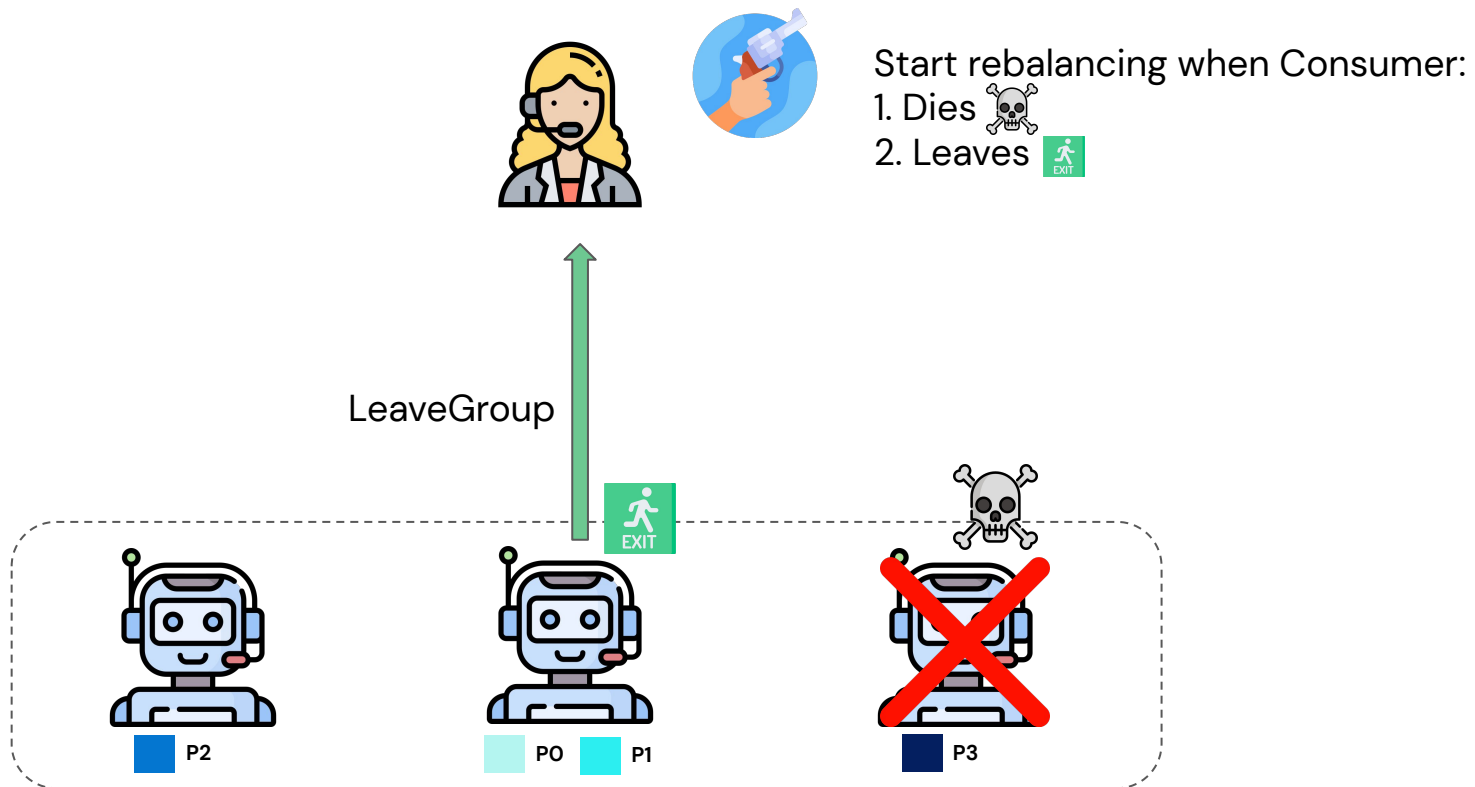 Start rebalancing when Consumer:
1. Dies
2. Leaves
EXIT
LeaveGroup
EXIT
P2
P0
P1
P3